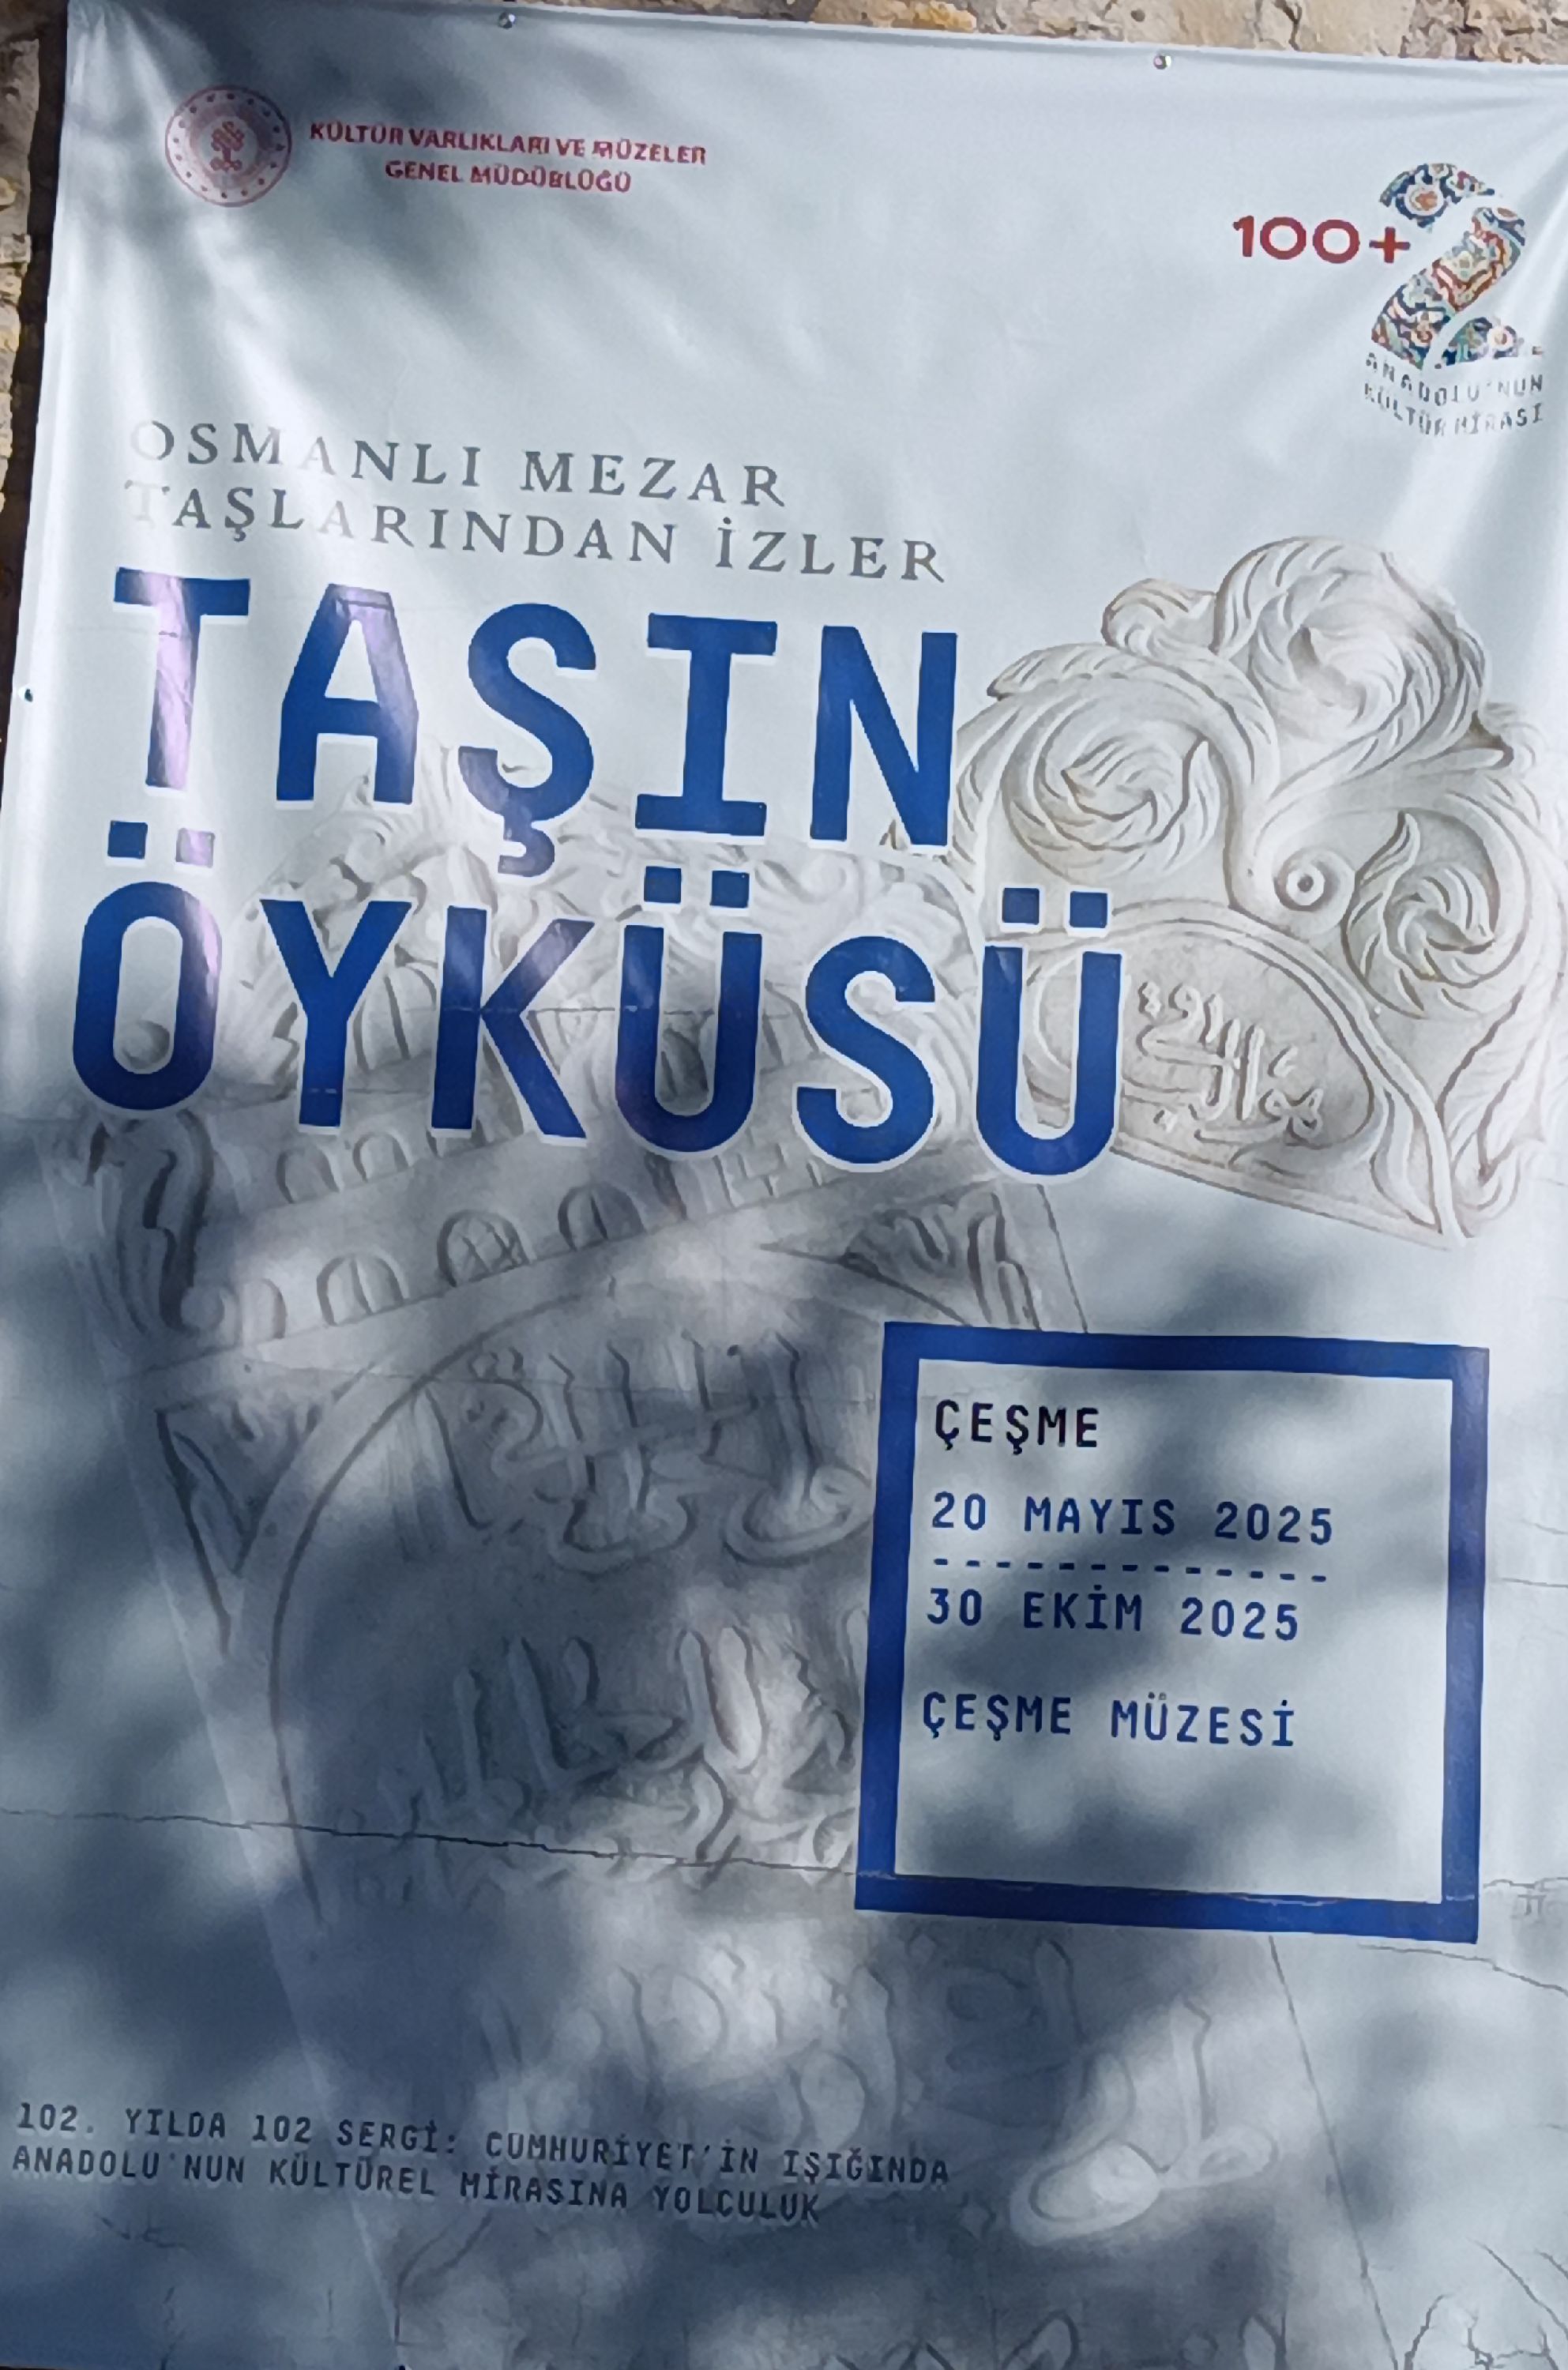 KÜLTÜR VARLIKLARI VE MÜZELER
GENEL MÜDÜRLÜĞÜ
100+2
ANADOLU'NUN
KÜLTÜR MİRASI
OSMANLI MEZAR
TAŞLARINDAN İZLER
TAŞIN
ÖYKÜSÜ
هو الباقي
ÇEŞME
20 MAYIS 2025
-------------
30 EKİM 2025
ÇEŞME MÜZESİ
102. YILDA 102 SERGİ: CUMHURİYET'İN IŞIĞINDA
ANADOLU'NUN KÜLTÜREL MİRASINA YOLCULUK